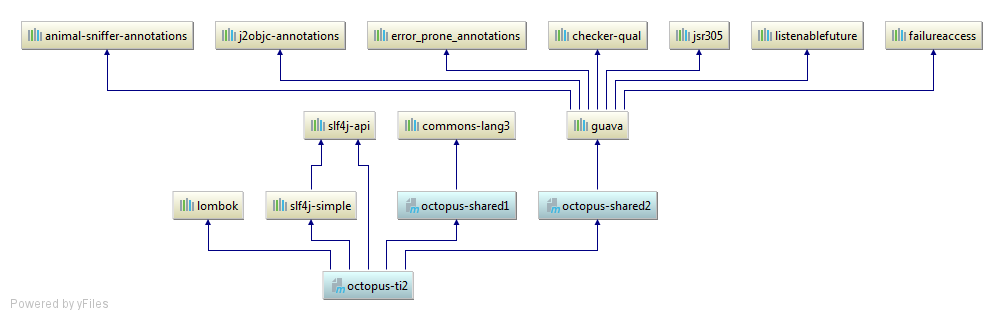 animal-sniffer-annotations
j2objc-annotations
error_prone_annotations
checker-qual
jsr305
listenablefuture
failureaccess
slf4j-api
commons-lang3
guava
lombok
slf4j-simple
octopus-shared1
octopus-shared2
octopus-ti2
Powered by yFiles